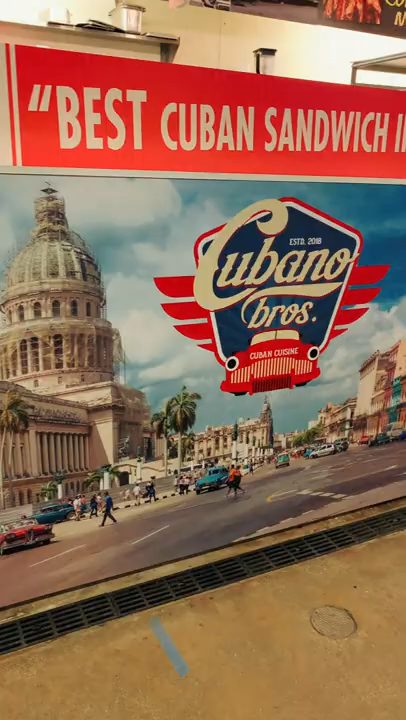 “BEST CUBAN SANDWICH
ESTD. 2018
Cubano
bros.
CUBAN CUISINE